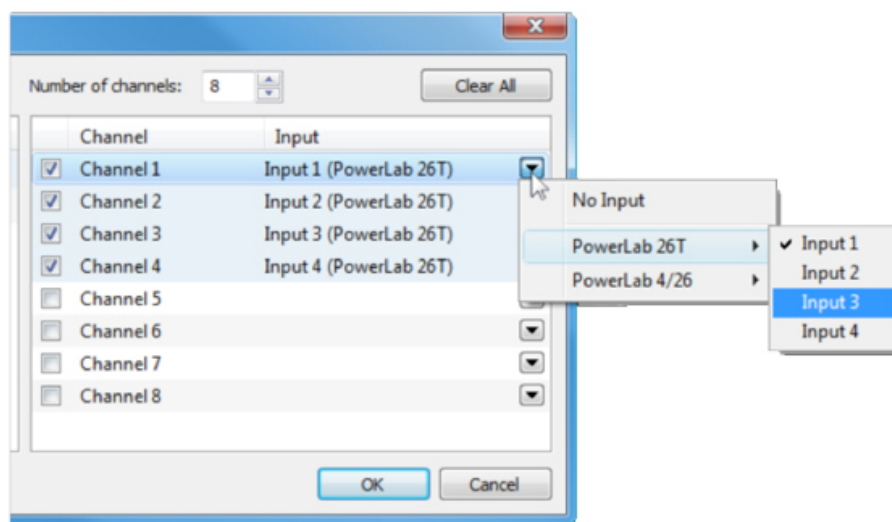 Number of channels: 8 Clear All
Channel Input
Channel 1 Input 1 (PowerLab 26T)
Channel 2 Input 2 (PowerLab 26T)
Channel 3 Input 3 (PowerLab 26T)
Channel 4 Input 4 (PowerLab 26T)
Channel 5
Channel 6
Channel 7
Channel 8
No Input
PowerLab 26T
PowerLab 4/26
Input 1
Input 2
Input 3
Input 4
OK Cancel